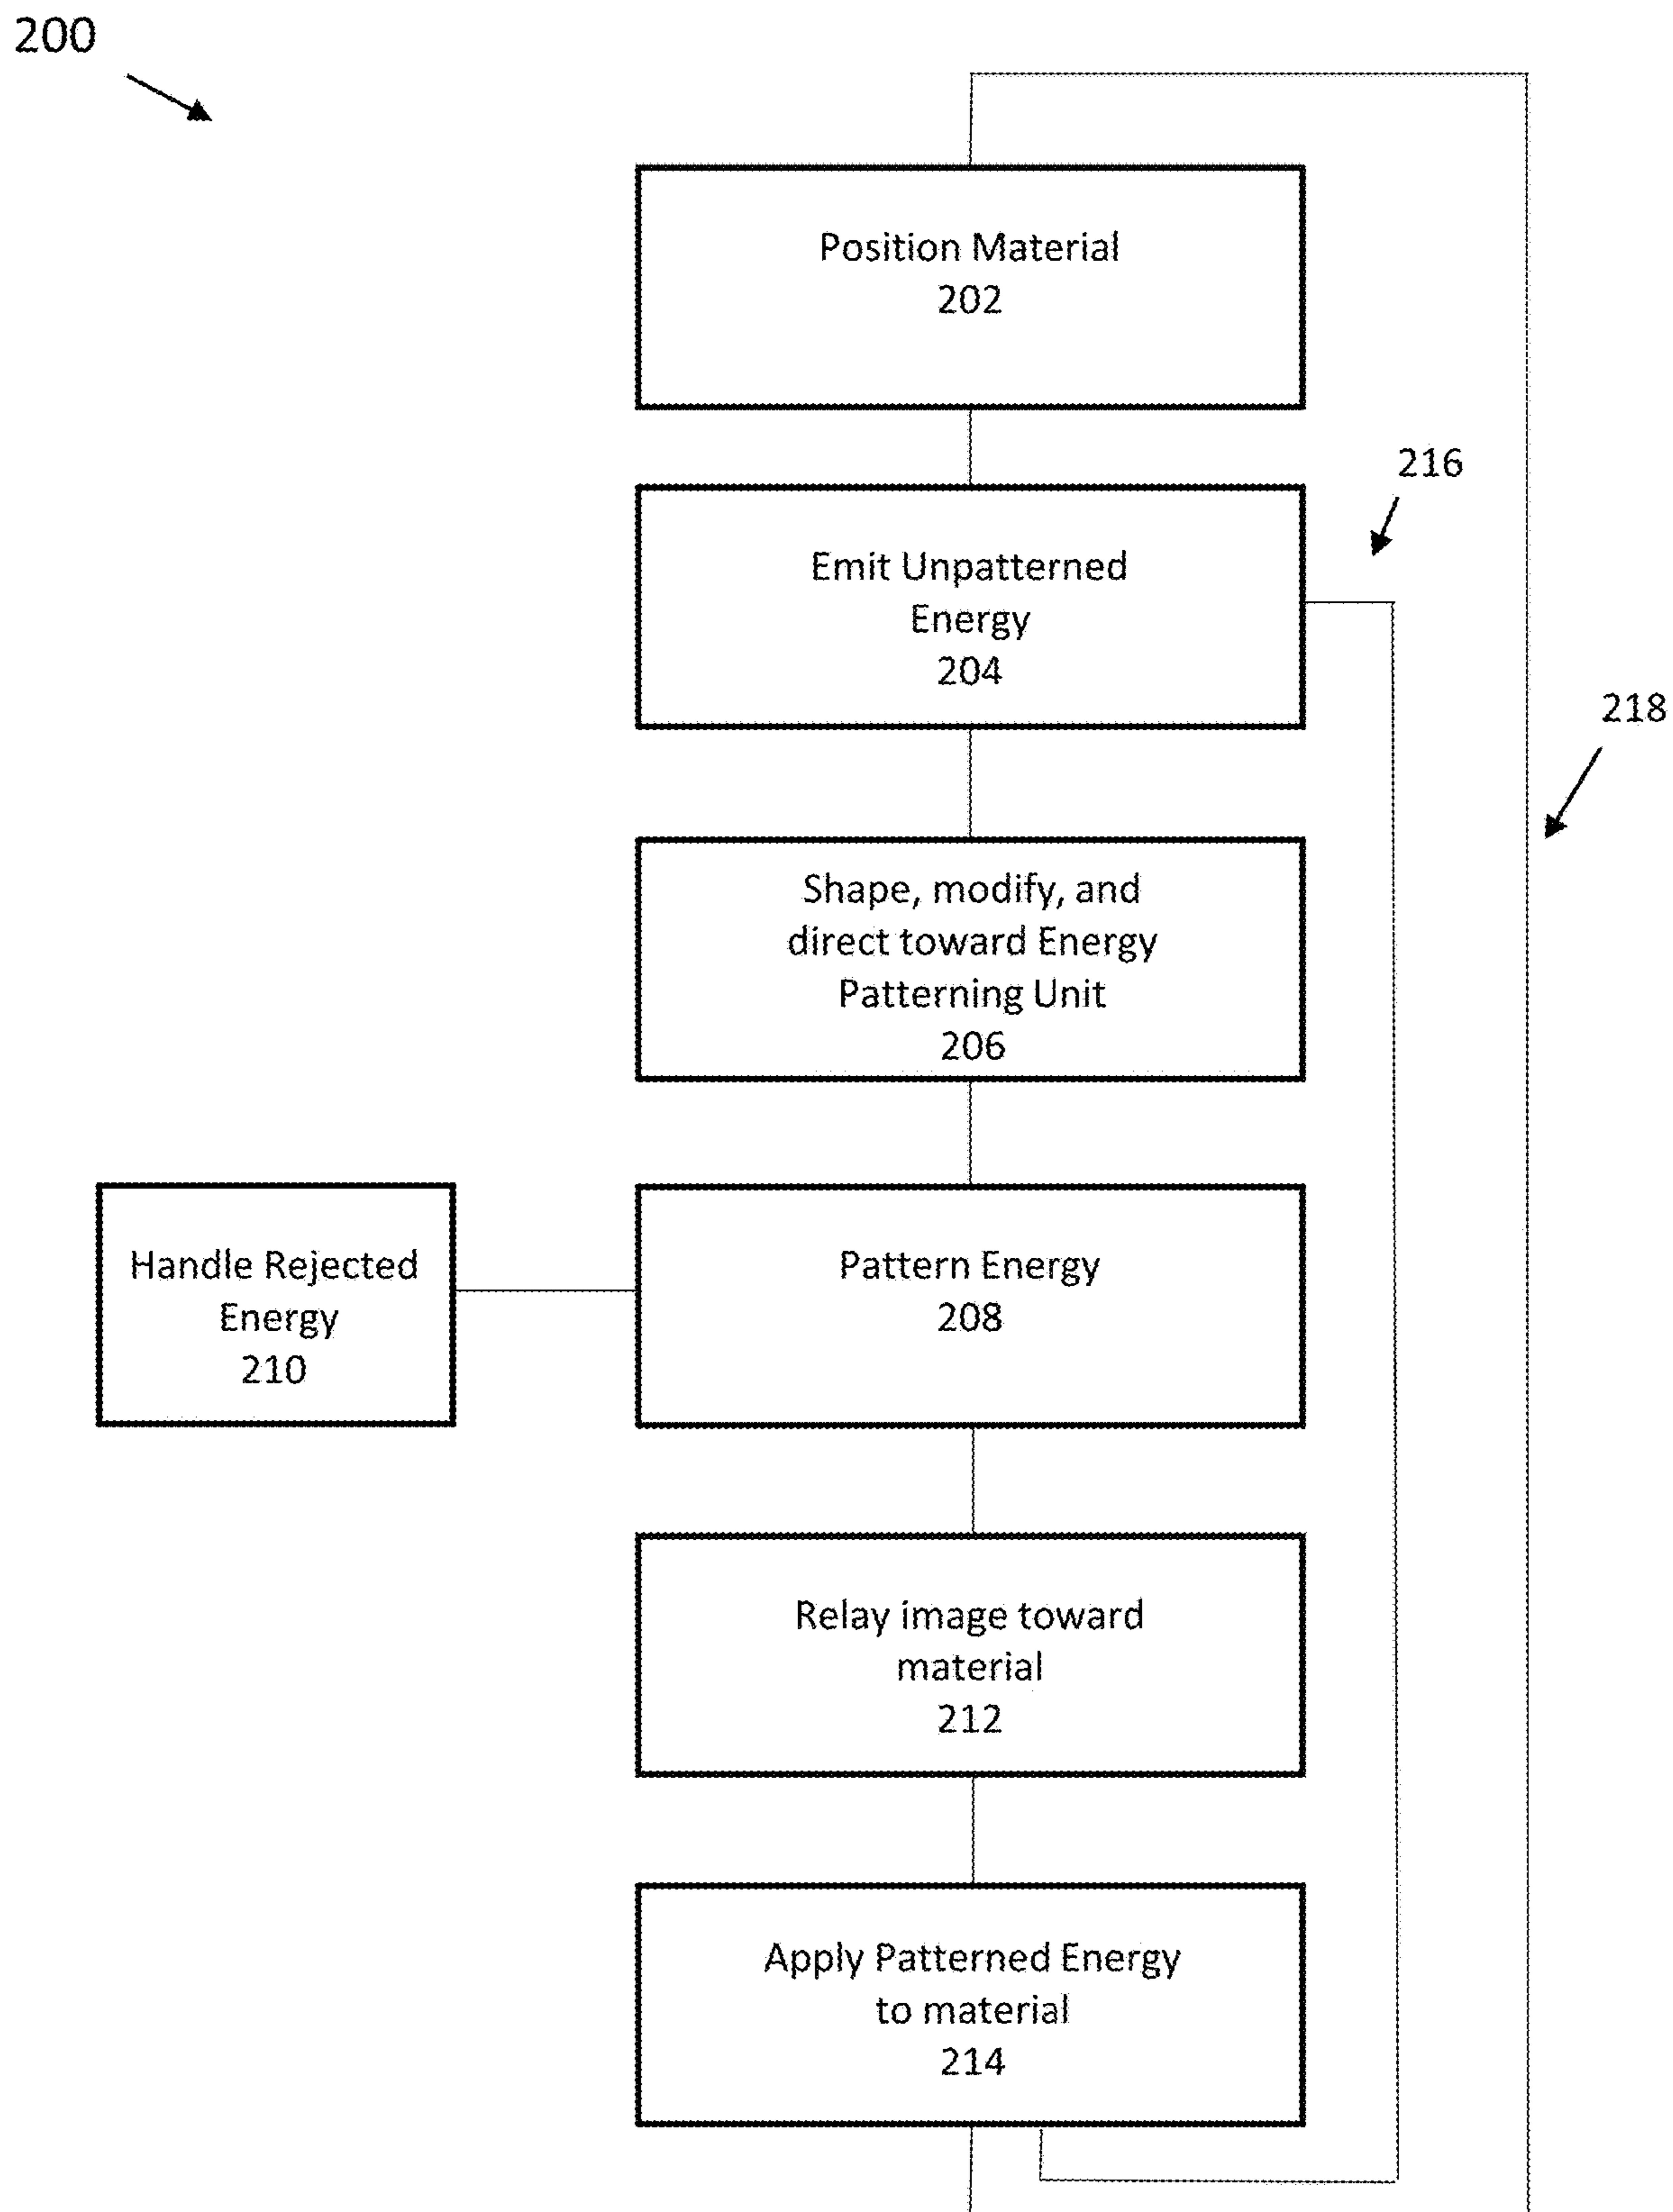 200
Position Material
202
216
Emit Unpatterned
Energy
204
218
Shape, modify, and
direct toward Energy
Patterning Unit
206
Handle Rejected
Energy
210
Pattern Energy
208
Relay image toward
material
212
Apply Patterned Energy
to material
214